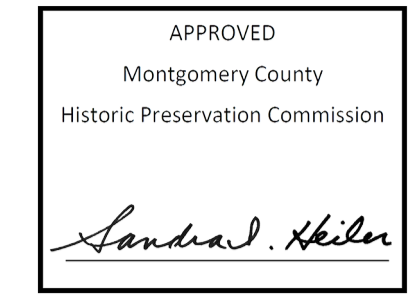 APPROVED
Montgomery County
Historic Preservation Commission
Sandra I. Heiler